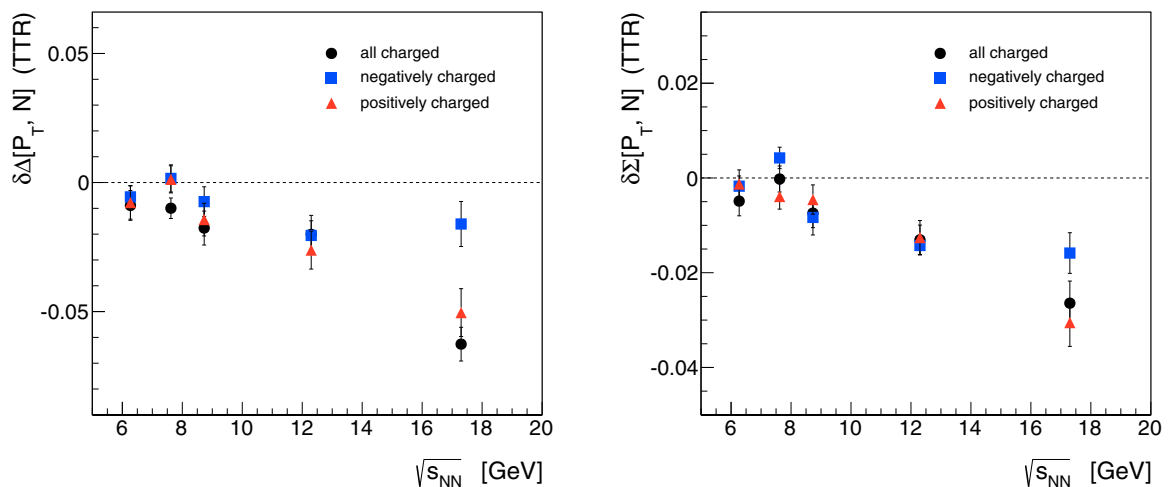 δΔ[P_T, N] (TTR)
0.05
0
-0.05
all charged
negatively charged
positively charged
6 8 10 12 14 16 18 20
√s_NN [GeV]
δΣ[P_T, N] (TTR)
0.02
0
-0.02
-0.04
all charged
negatively charged
positively charged
6 8 10 12 14 16 18 20
√s_NN [GeV]